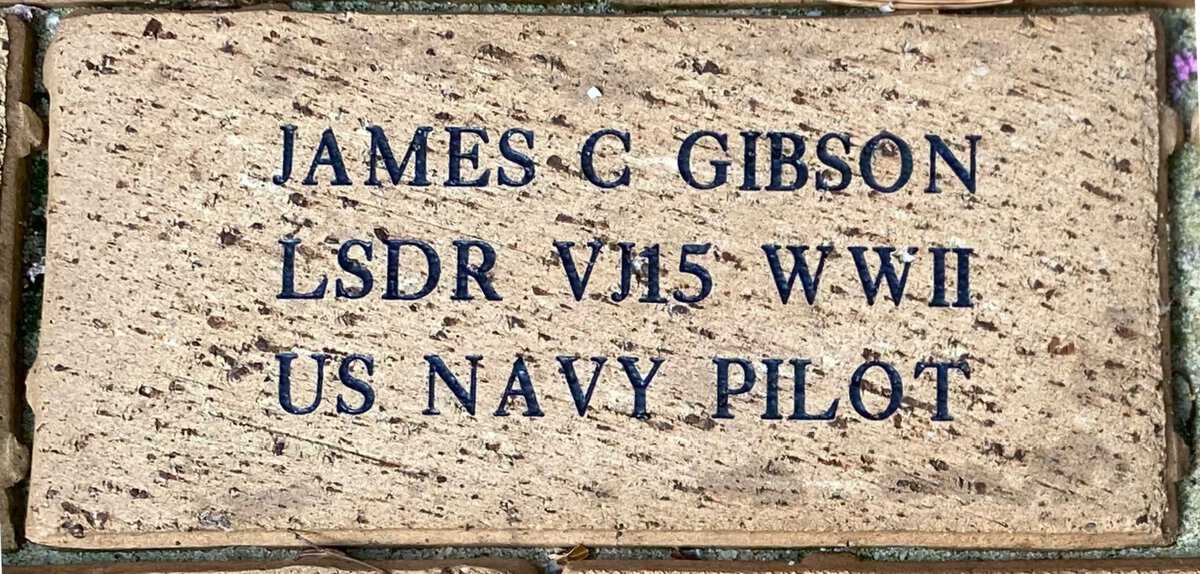 JAMES C GIBSON
LSDR VJ15 WWII
US NAVY PILOT